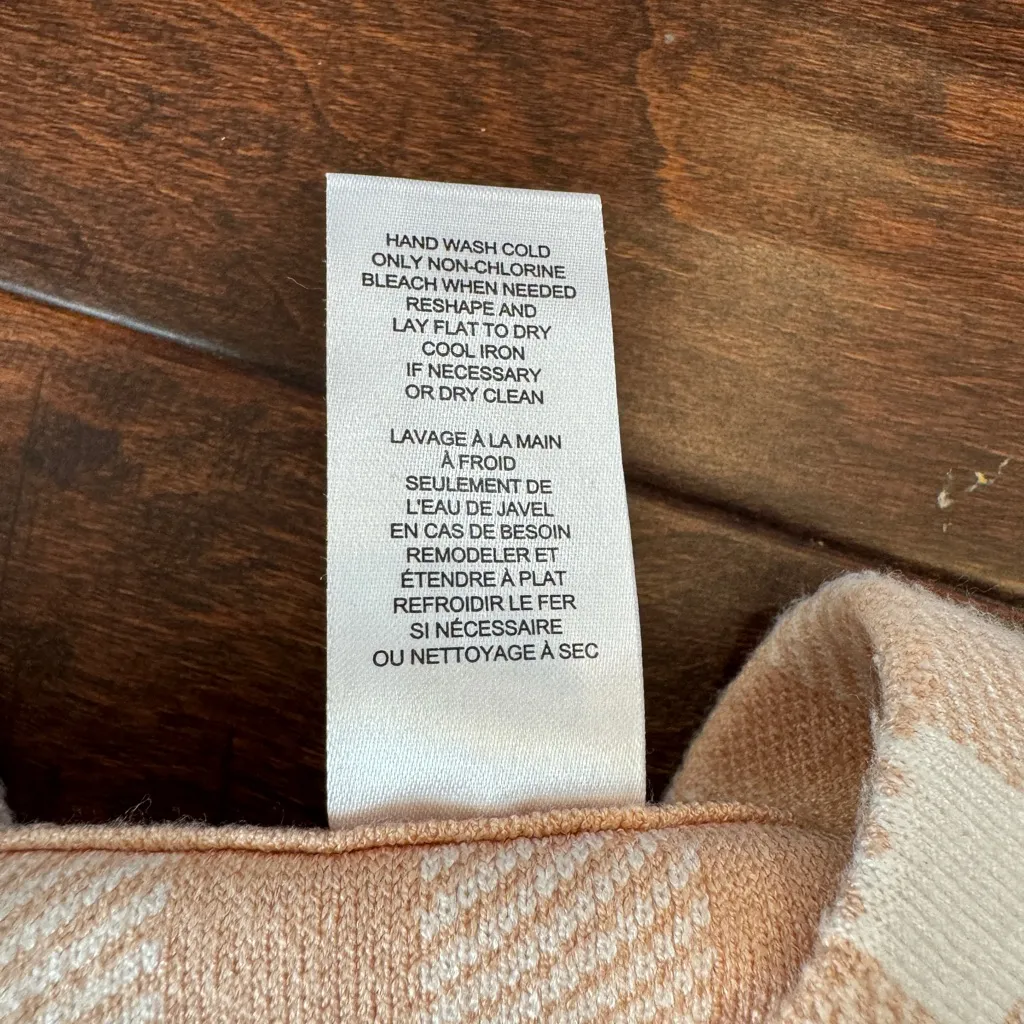 HAND WASH COLD
ONLY NON-CHLORINE
BLEACH WHEN NEEDED
RESHAPE AND
LAY FLAT TO DRY
COOL IRON
IF NECESSARY
OR DRY CLEAN
LAVAGE À LA MAIN
À FROID
SEULEMENT DE
L'EAU DE JAVEL
EN CAS DE BESOIN
REMODELER ET
ÉTENDRE À PLAT
REFROIDIR LE FER
SI NÉCESSAIRE
OU NETTOYAGE À SEC